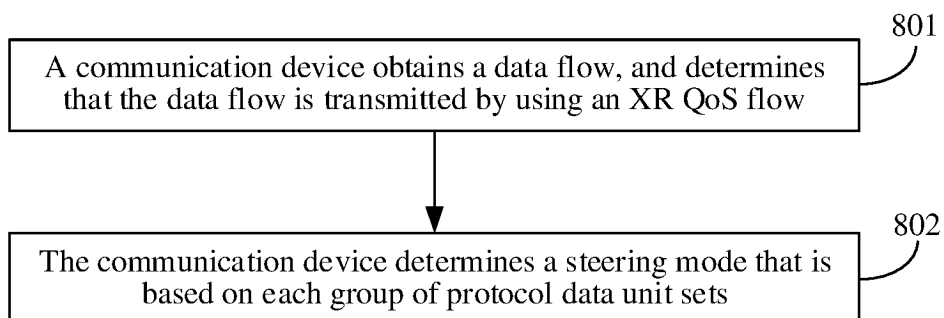 801
A communication device obtains a data flow, and determines
that the data flow is transmitted by using an XR QoS flow
802
The communication device determines a steering mode that is
based on each group of protocol data unit sets